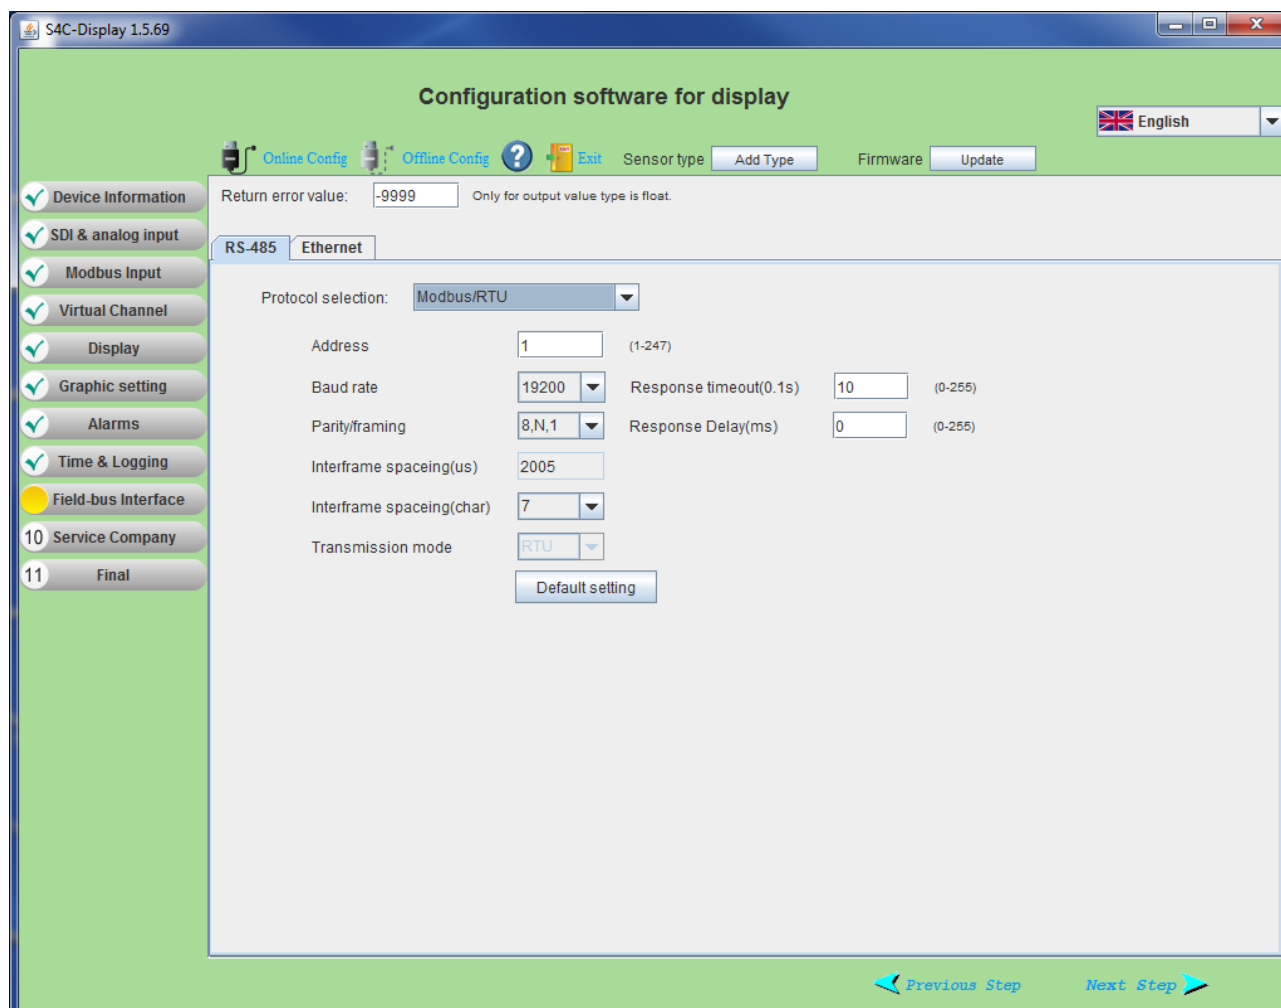 S4C-Display 1.5.69
Configuration software for display
English
Online Config Offline Config ? Exit Sensor type Add Type Firmware Update
Device Information
SDI & analog input
Modbus Input
Virtual Channel
Display
Graphic setting
Alarms
Time & Logging
Field-bus Interface
10 Service Company
11 Final
Return error value: -9999 Only for output value type is float.
RS-485 Ethernet
Protocol selection: Modbus/RTU
Address 1 (1-247)
Baud rate 19200 Response timeout(0.1s) 10 (0-255)
Parity/framing 8,N,1 Response Delay(ms) 0 (0-255)
Interframe spaceing(us) 2005
Interframe spaceing(char) 7
Transmission mode RTU
Default setting
Previous Step Next Step